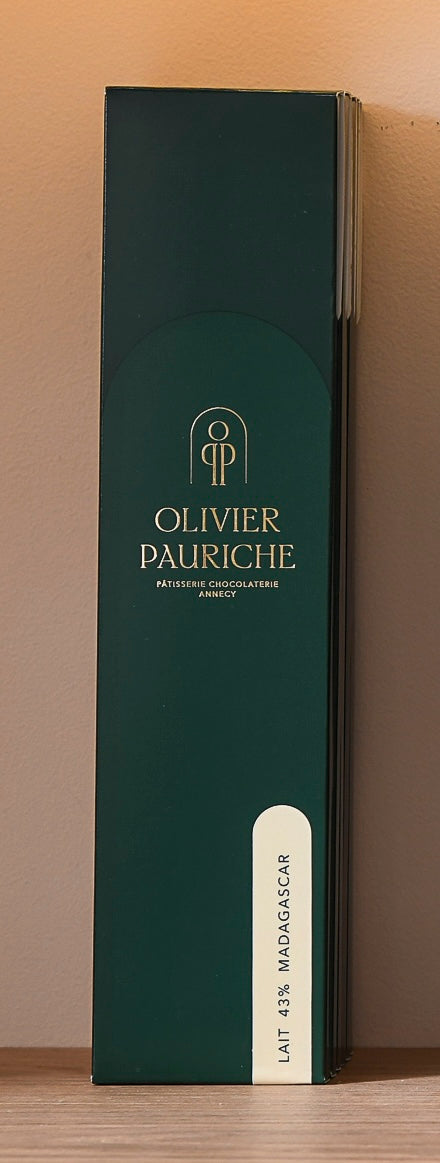 OLIVIER
PAURICHE
PÂTISSERIE CHOCOLATERIE
ANNECY
LAIT 43% MADAGASCAR